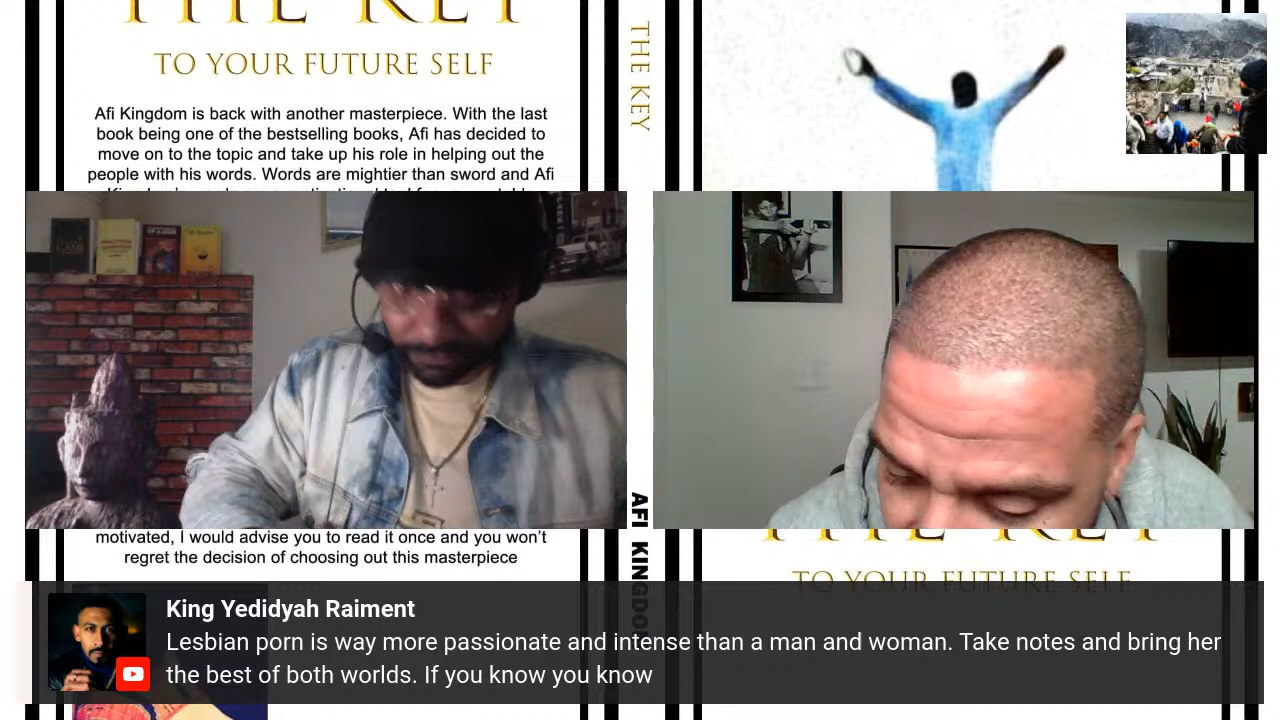 THE KEY
TO YOUR FUTURE SELF
Afi Kingdom is back with another masterpiece. With the last
book being one of the bestselling books, Afi has decided to
move on to the topic and take up his role in helping out the
people with his words. Words are mightier than sword and Afi
motivated, I would advise you to read it once and you won't
regret the decision of choosing out this masterpiece
THE KEY
AFI KINGDO
THE KEY
TO YOUR FUTURE SELF
King Yedidyah Raiment
Lesbian porn is way more passionate and intense than a man and woman. Take notes and bring her
the best of both worlds. If you know you know